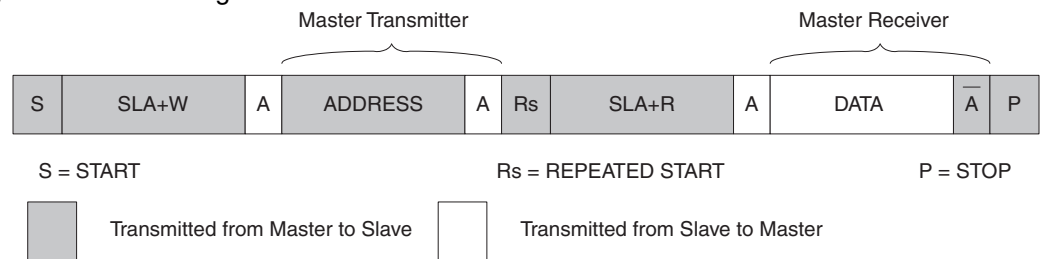 Master Transmitter Master Receiver
S SLA+W A ADDRESS A Rs SLA+R A DATA A̅ P
S = START Rs = REPEATED START P = STOP
Transmitted from Master to Slave Transmitted from Slave to Master